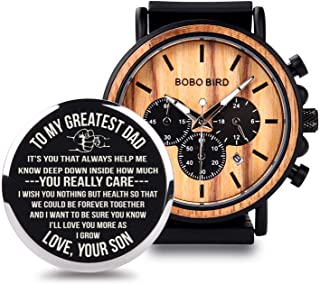 TO MY GREATEST DAD
IT'S YOU THAT ALWAYS HELP ME
KNOW DEEP DOWN INSIDE HOW MUCH
---YOU REALLY CARE---
I WISH YOU NOTHING BUT HEALTH SO THAT
WE COULD BE FOREVER TOGETHER
AND I WANT TO BE SURE YOU KNOW
I'LL LOVE YOU MORE AS
I GROW
LOVE, YOUR SON
BOBO BIRD